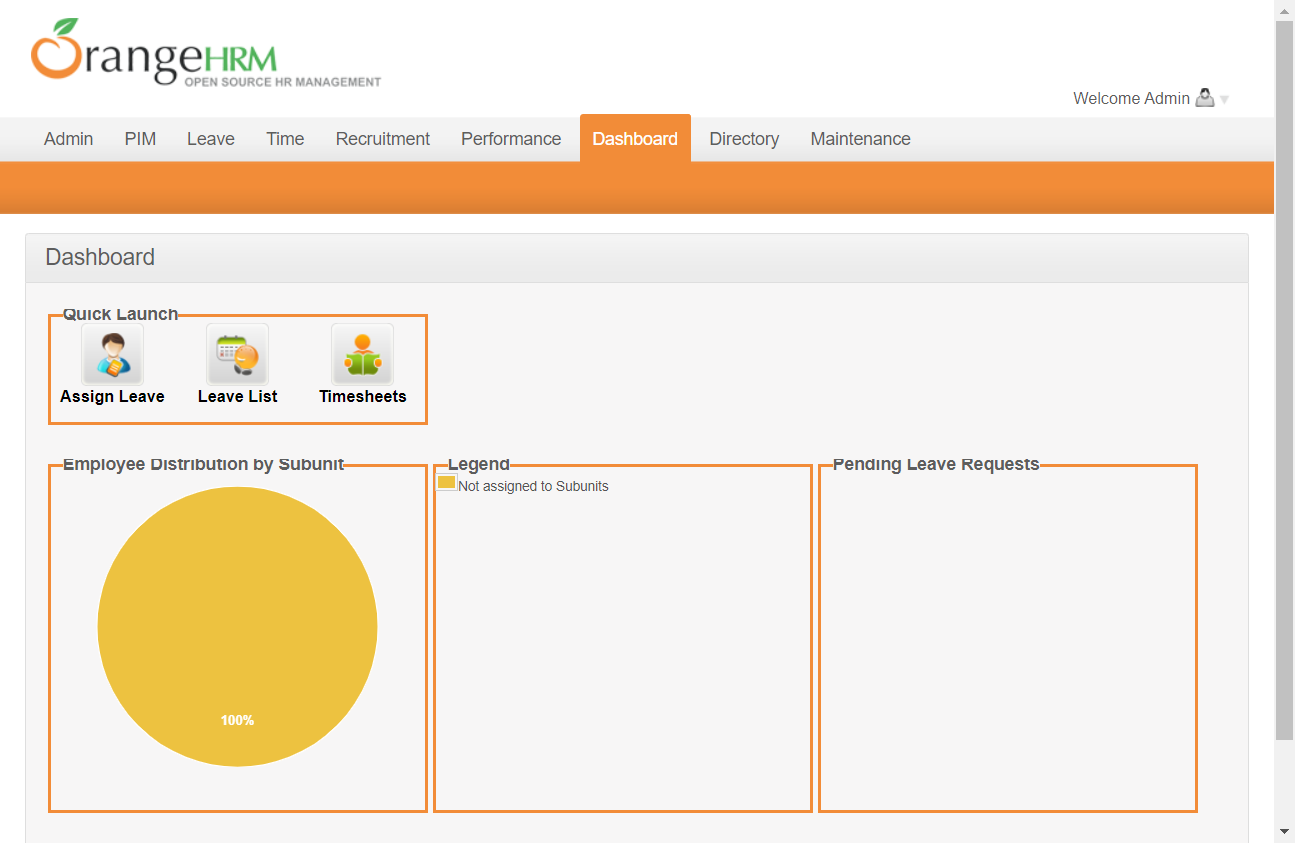 OrangeHRM
OPEN SOURCE HR MANAGEMENT
Welcome Admin
Admin PIM Leave Time Recruitment Performance Dashboard Directory Maintenance
Dashboard
Quick Launch
Assign Leave Leave List Timesheets
Employee Distribution by Subunit Legend Pending Leave Requests
Not assigned to Subunits
100%